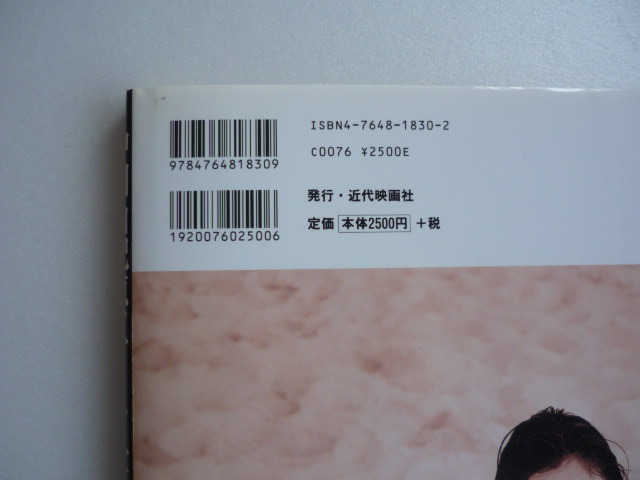 ISBN4-7648-1830-2
C0076 ¥2500E
9784764818309
発行・近代映画社
定価 本体2500円 +税
1920076025006